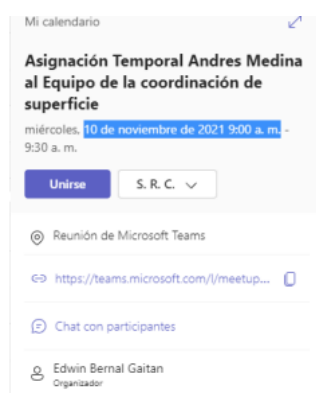 Mi calendario
Asignación Temporal Andres Medina
al Equipo de la coordinación de
superficie
miércoles, 10 de noviembre de 2021 9:00 a. m. -
9:30 a. m.
Unirse S. R. C.
Reunión de Microsoft Teams
https://teams.microsoft.com/l/meetup...
Chat con participantes
Edwin Bernal Gaitan
Organizador